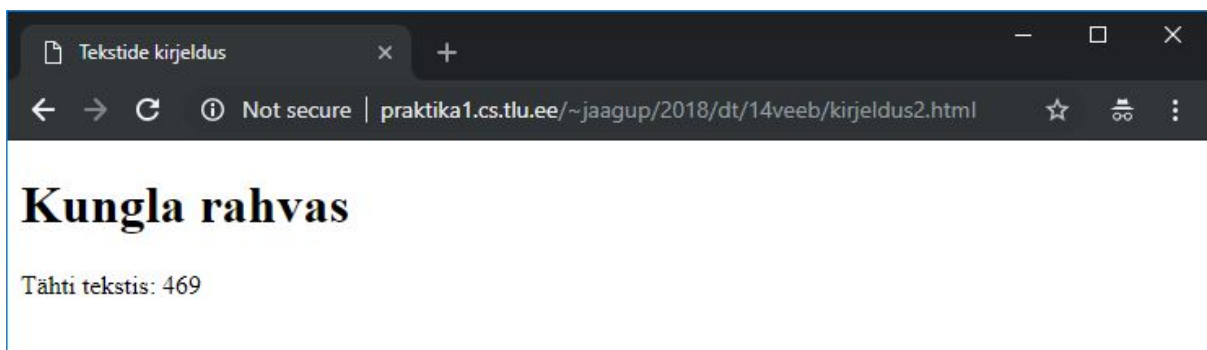 Tekstide kirjeldus
Not secure | praktika1.cs.tlu.ee/~jaagup/2018/dt/14veeb/kirjeldus2.html
Kungla rahvas
Tähti tekstis: 469